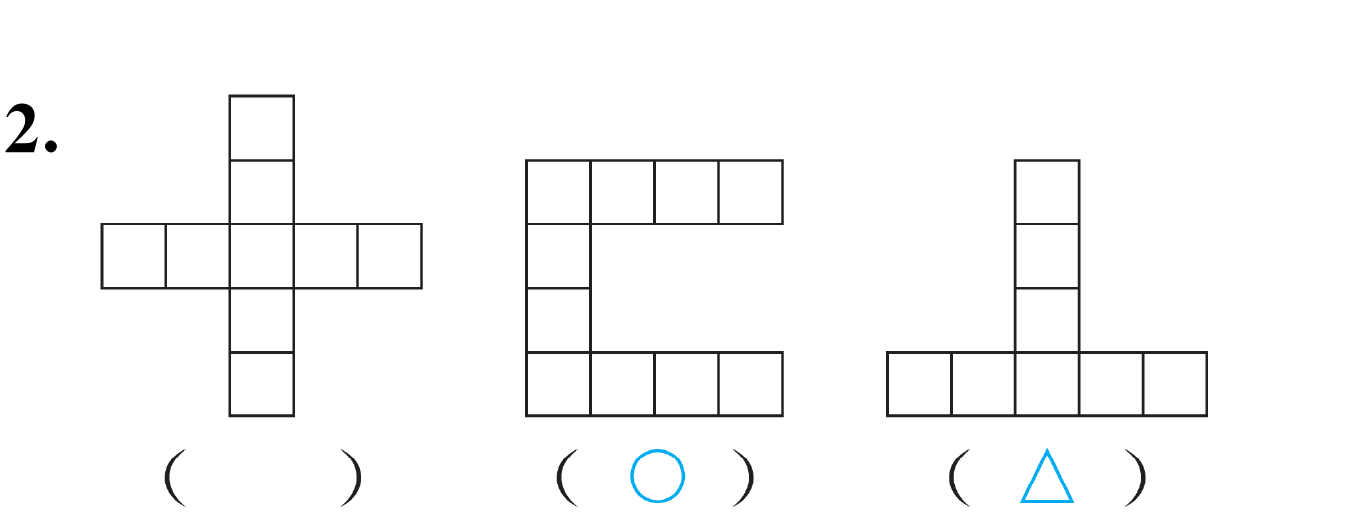 2.
( )
( ○ )
( △ )